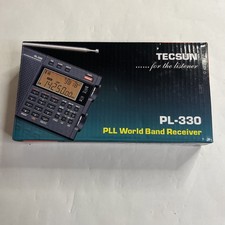 TECSUN
......for the listener
PL-330
PLL World Band Receiver